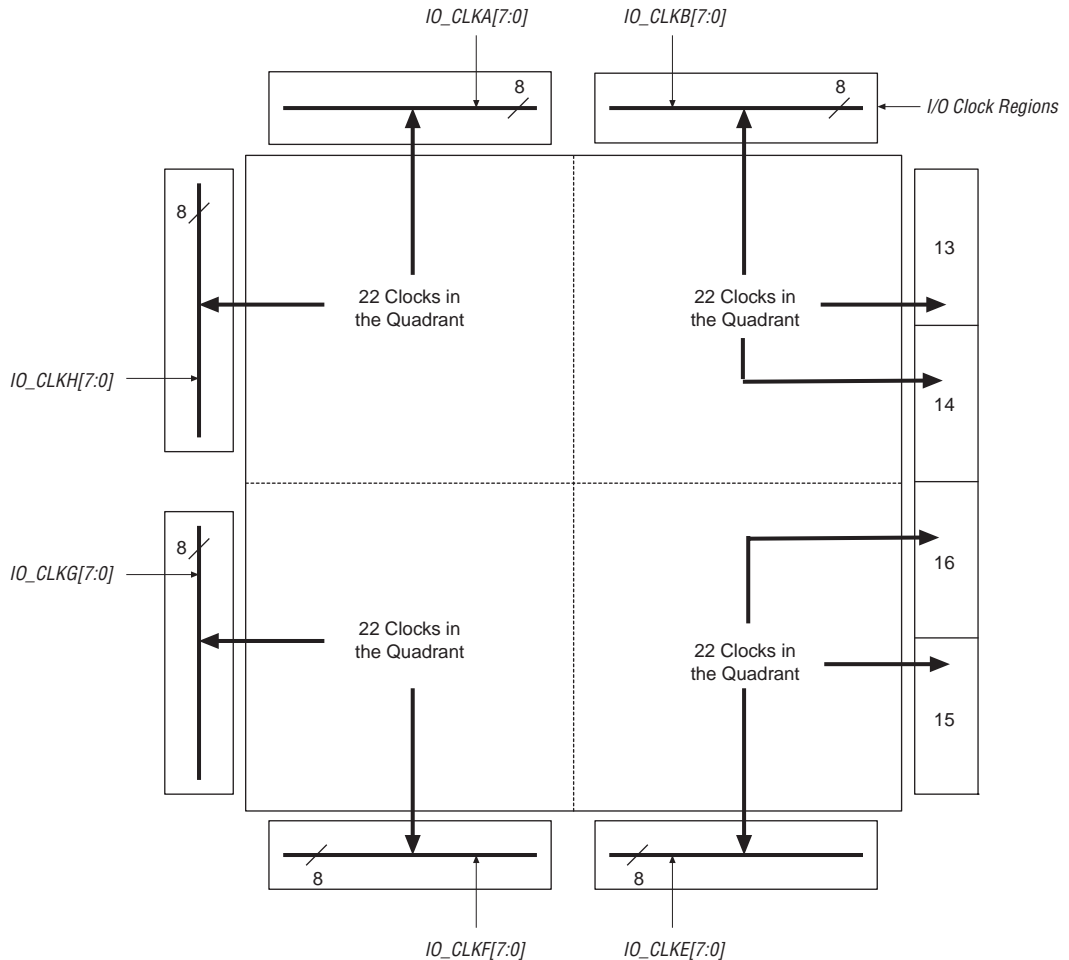 IO_CLKA[7:0]
IO_CLKB[7:0]
8
8
I/O Clock Regions
8
13
22 Clocks in
the Quadrant
22 Clocks in
the Quadrant
IO_CLKH[7:0]
14
8
IO_CLKG[7:0]
16
22 Clocks in
the Quadrant
22 Clocks in
the Quadrant
15
8
8
IO_CLKF[7:0]
IO_CLKE[7:0]